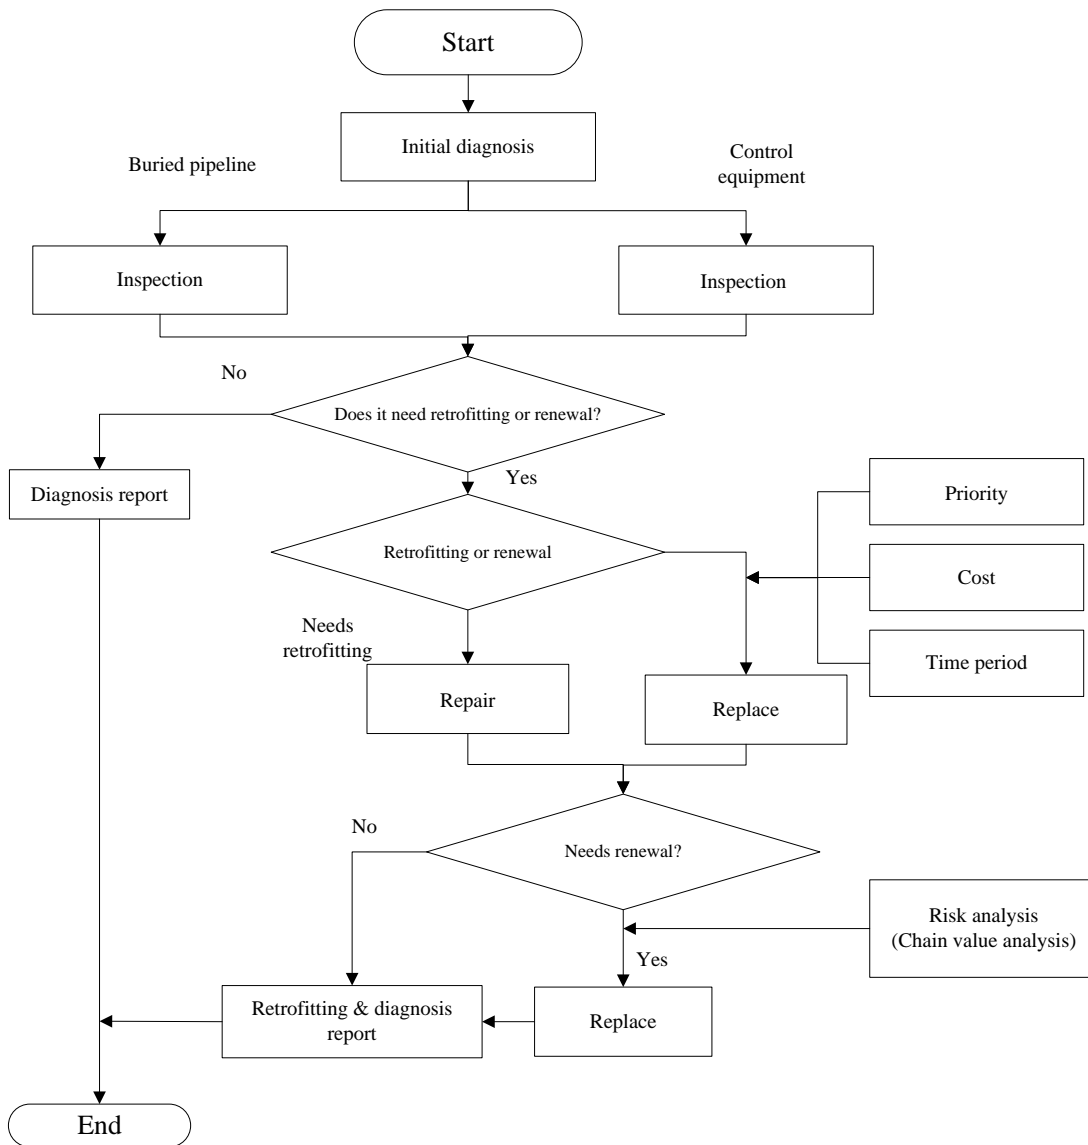 Start
Initial diagnosis
Buried pipeline
Control
equipment
Inspection
Inspection
No
Does it need retrofitting or renewal?
Yes
Diagnosis report
Priority
Retrofitting or renewal
Cost
Needs
retrofitting
Time period
Repair
Replace
No
Needs renewal?
Risk analysis
(Chain value analysis)
Yes
Retrofitting & diagnosis
report
Replace
End